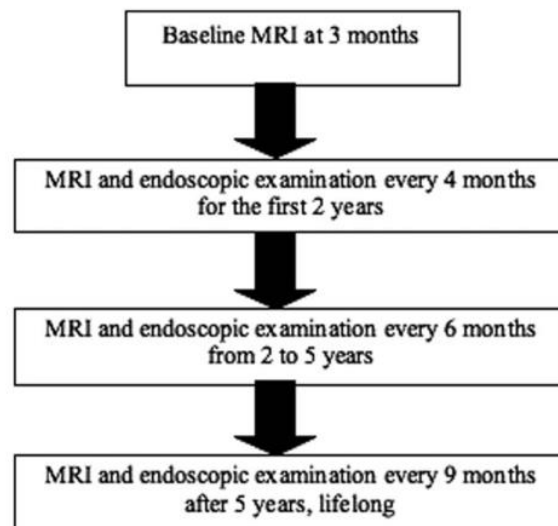 Baseline MRI at 3 months
MRI and endoscopic examination every 4 months
for the first 2 years
MRI and endoscopic examination every 6 months
from 2 to 5 years
MRI and endoscopic examination every 9 months
after 5 years, lifelong